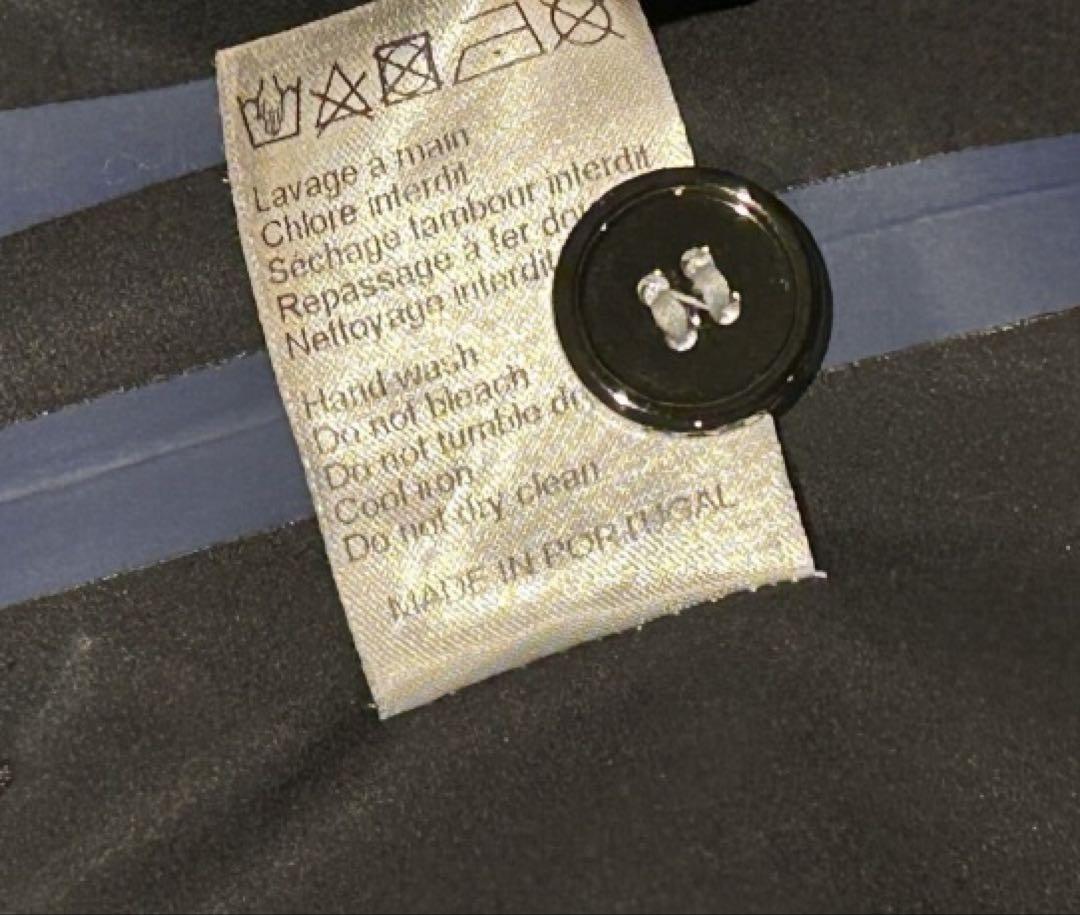 Lavage à main
Chlore interdit
Séchage tambour interdit
Repassage à fer
Nettoyage interdit
Hand wash
Do not bleach
Do not tumble
Cool iron
Do not dry clean
MADE IN PORTUGAL